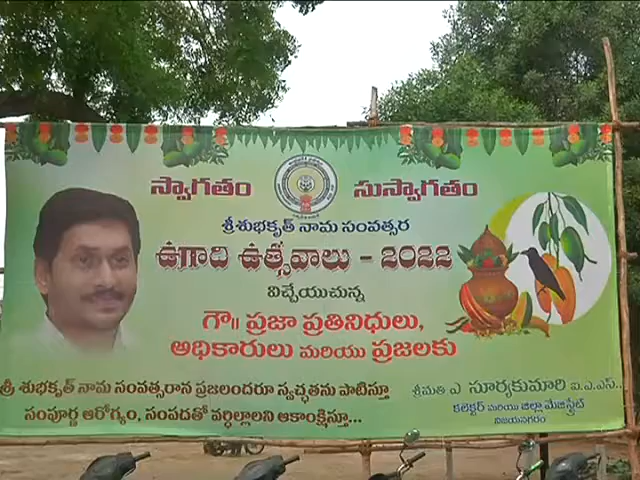 స్వాగతం సుస్వాగతం
శ్రీశుభకృత్ నామ సంవత్సర
ఉగాది ఉత్సవాలు - 2022
విచ్చేయుచున్న
గౌ|| ప్రజా ప్రతినిధులు,
అధికారులు మరియు ప్రజలకు
శ్రీ శుభకృత్ నామ సంవత్సరాన ప్రజలందరూ స్వచ్ఛతను పాటిస్తూ
సంపూర్ణ ఆరోగ్యం, సంపదతో వర్ధిల్లాలని ఆకాంక్షిస్తూ...
శ్రీమతి ఎ సూర్యకుమారి ఐ.ఎ.ఎస్.,
కలెక్టర్ మరియు జిల్లా మేజిస్ట్రేట్
విజయనగరం